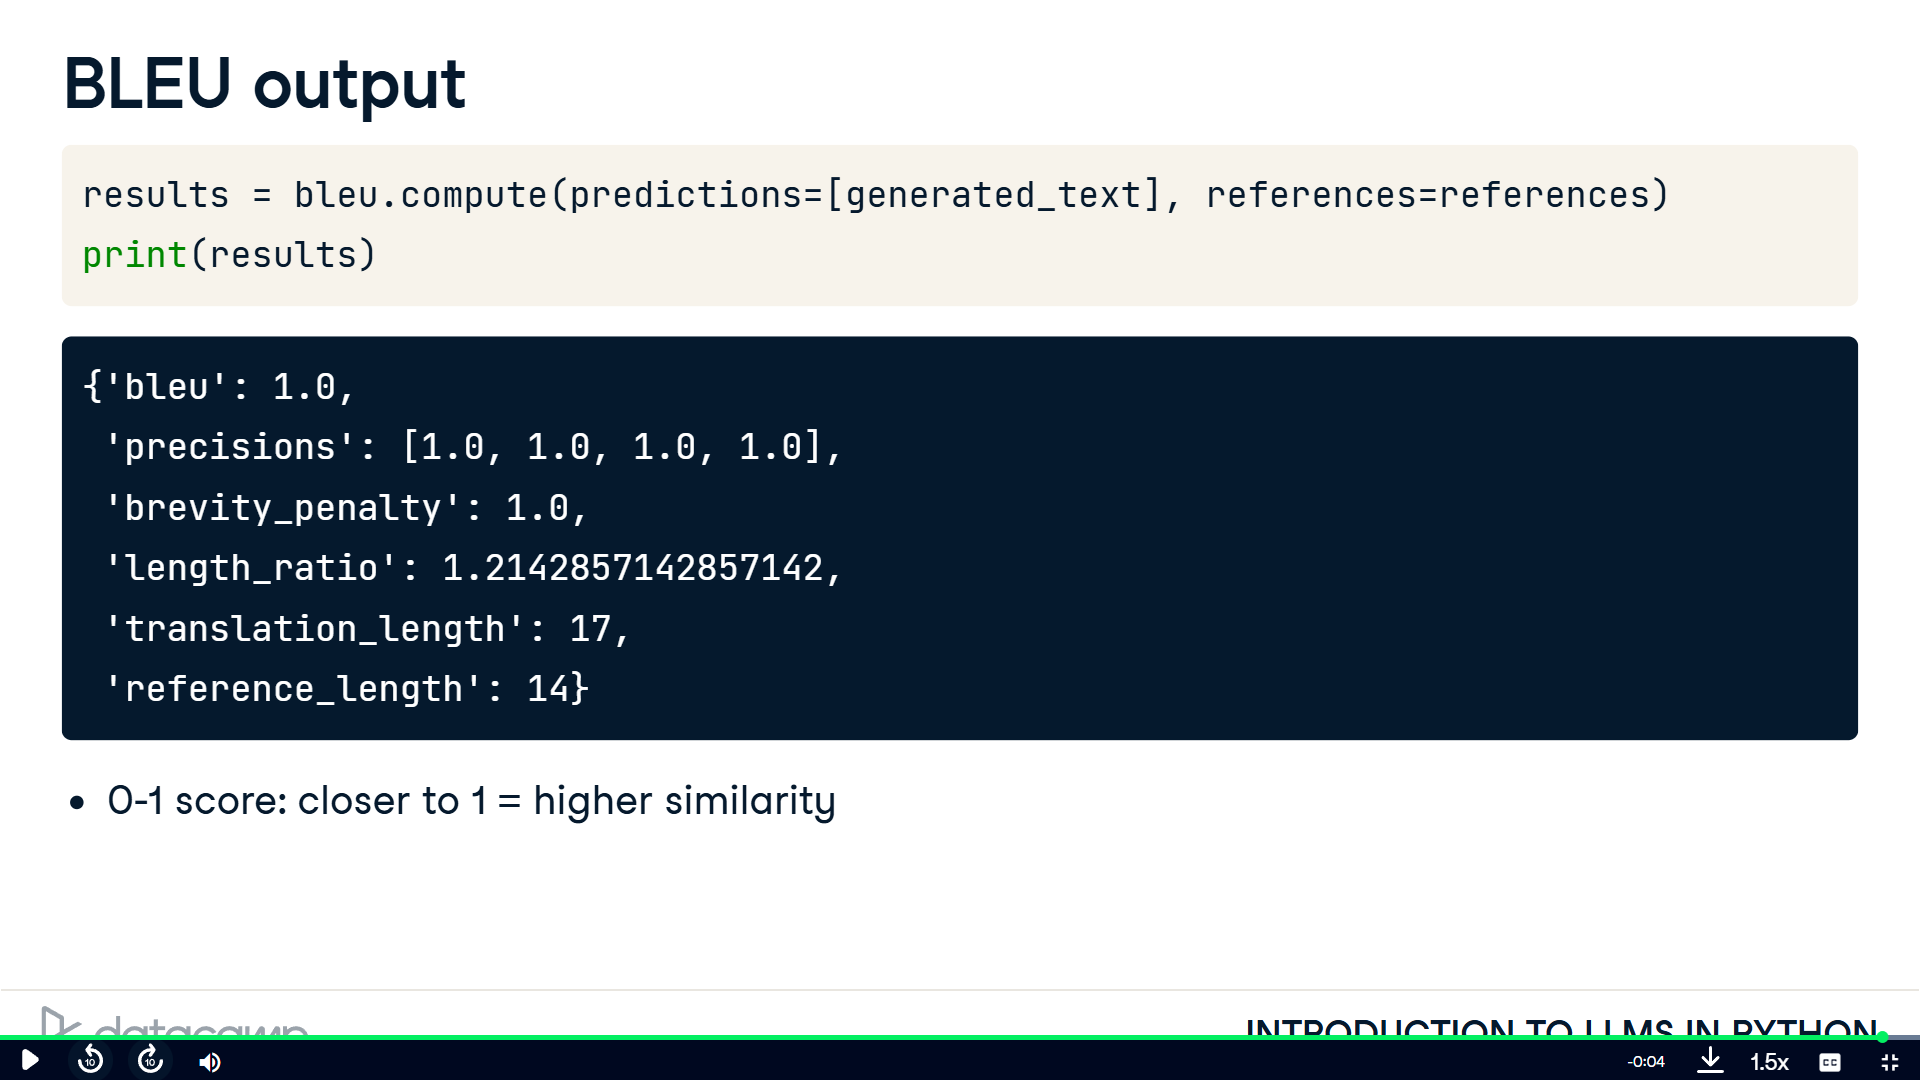 BLEU output
results = bleu.compute(predictions=[generated_text], references=references)
print(results)
{'bleu': 1.0,
'precisions': [1.0, 1.0, 1.0, 1.0],
'brevity_penalty': 1.0,
'length_ratio': 1.2142857142857142,
'translation_length': 17,
'reference_length': 14}
• 0-1 score: closer to 1 = higher similarity
datacamp
INTRODUCTION TO LLMS IN PYTHON
10
10
-0:04
1.5x
CC